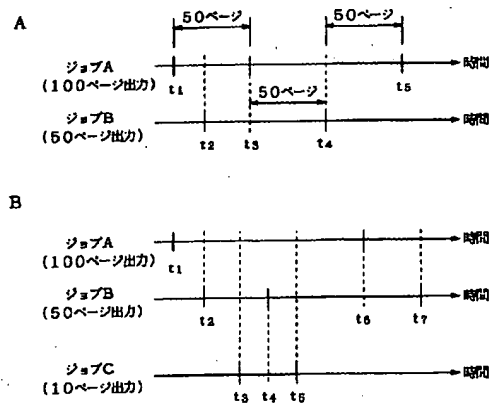 A
50ページ
50ページ
ジョブA
(100ページ出力)
t1
t5
時間
50ページ
ジョブB
(50ページ出力)
t2
t3
t4
時間
B
ジョブA
(100ページ出力)
t1
時間
ジョブB
(50ページ出力)
t2
t6
t7
時間
ジョブC
(10ページ出力)
t3
t4
t5
時間